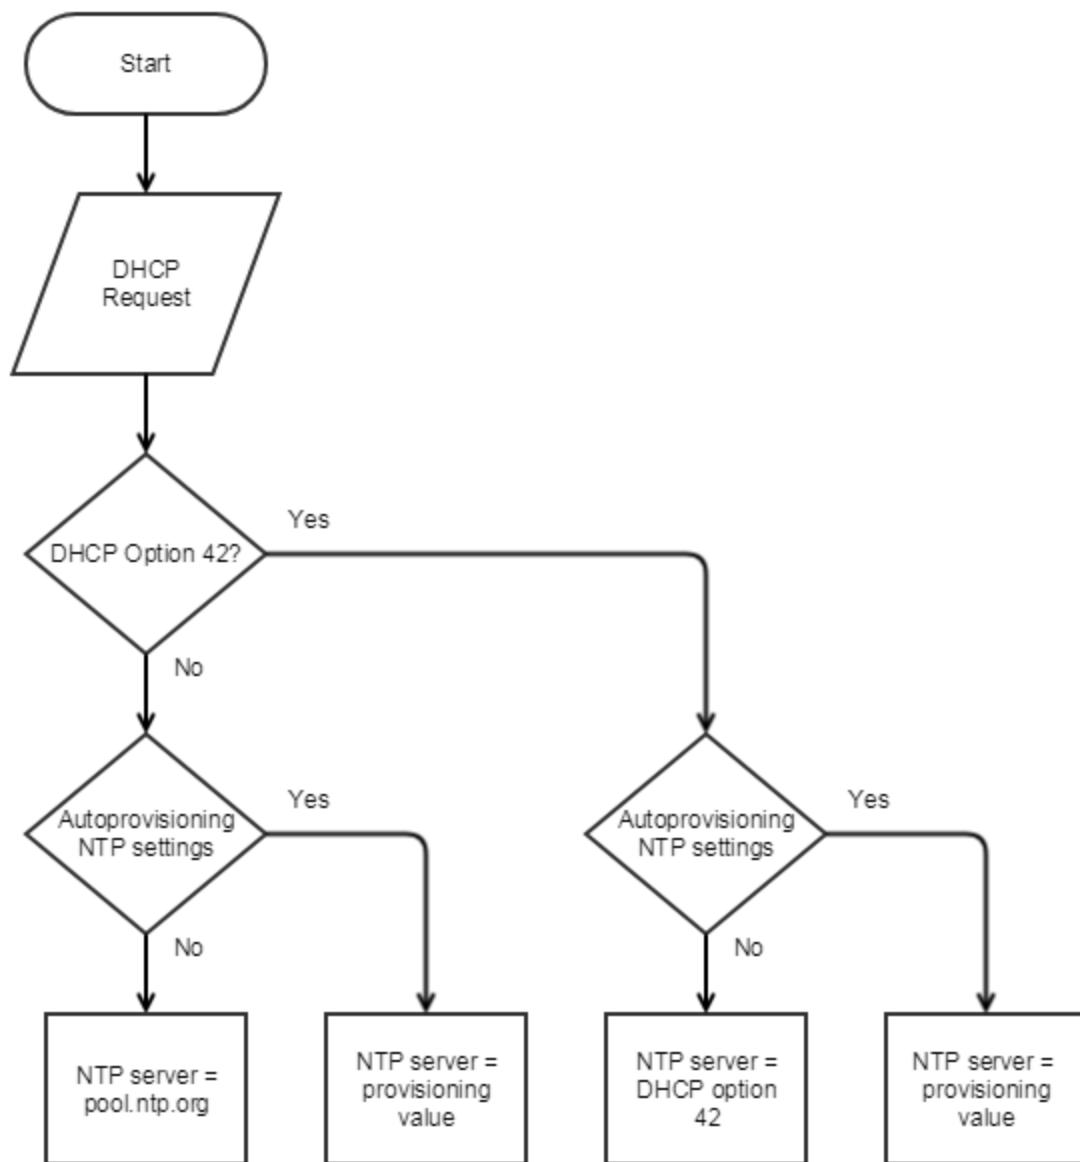 Start
DHCP
Request
Yes
DHCP Option 42?
No
Yes
Autoprovisioning
NTP settings
No
Yes
Autoprovisioning
NTP settings
No
NTP server =
pool.ntp.org
NTP server =
provisioning
value
NTP server =
DHCP option
42
NTP server =
provisioning
value